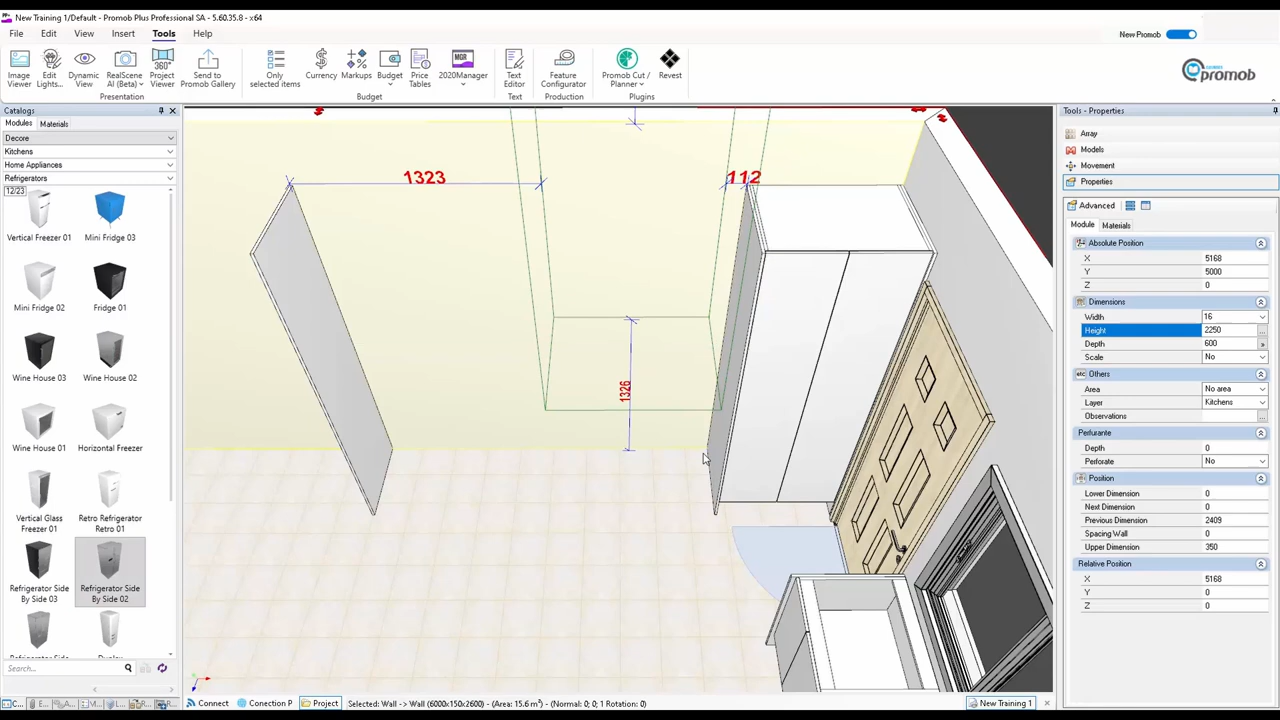 New Training 1/Default - Promob Plus Professional SA - 5.60.35.8 - x64
File Edit View Insert Tools Help
New Promob
promob
Image Viewer
Edit Lights...
Dynamic View
RealScene AI (Beta)
Project Viewer
Send to Promob Gallery
Presentation
Only selected items
Currency
Markups
Budget
Price Tables
2020Manager
Budget
Text Editor
Text
Feature Configurator
Production
Promob Cut / Planner
Revest
Plugins
Catalogs
Modules Materials
Decore
Kitchens
Home Appliances
Refrigerators
12/23
Vertical Freezer 01
Mini Fridge 03
Mini Fridge 02
Fridge 01
Wine House 03
Wine House 02
Wine House 01
Horizontal Freezer
Vertical Glass Freezer 01
Retro Refrigerator Retro 01
Refrigerator Side By Side 03
Refrigerator Side By Side 02
Search...
1323
112
1326
Tools - Properties
Array
Models
Movement
Properties
Advanced
Module Materials
Absolute Position
X 5168
Y 5000
Z 0
Dimensions
Width 16
Height 2250
Depth 600
Scale No
Others
Area No area
Layer Kitchens
Observations
Perfurante
Depth 0
Perforate No
Position
Lower Dimension 0
Next Dimension 0
Previous Dimension 2409
Spacing Wall 0
Upper Dimension 350
Relative Position
X 5168
Y 0
Z 0
Connect Conection P Project Selected: Wall -> Wall (6000x150x2600) - (Area: 15.6 m²) - (Normal: 0; 0; 1 Rotation: 0) New Training 1